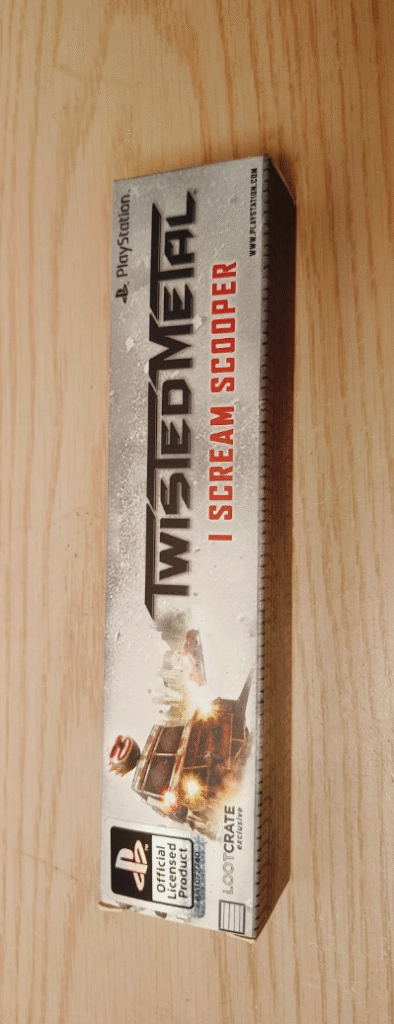 PlayStation.
TWISTED METAL
I SCREAM SCOOPER
WWW.PLAYSTATION.COM
Official
Licensed
Product
LOOTCRATE
exclusive